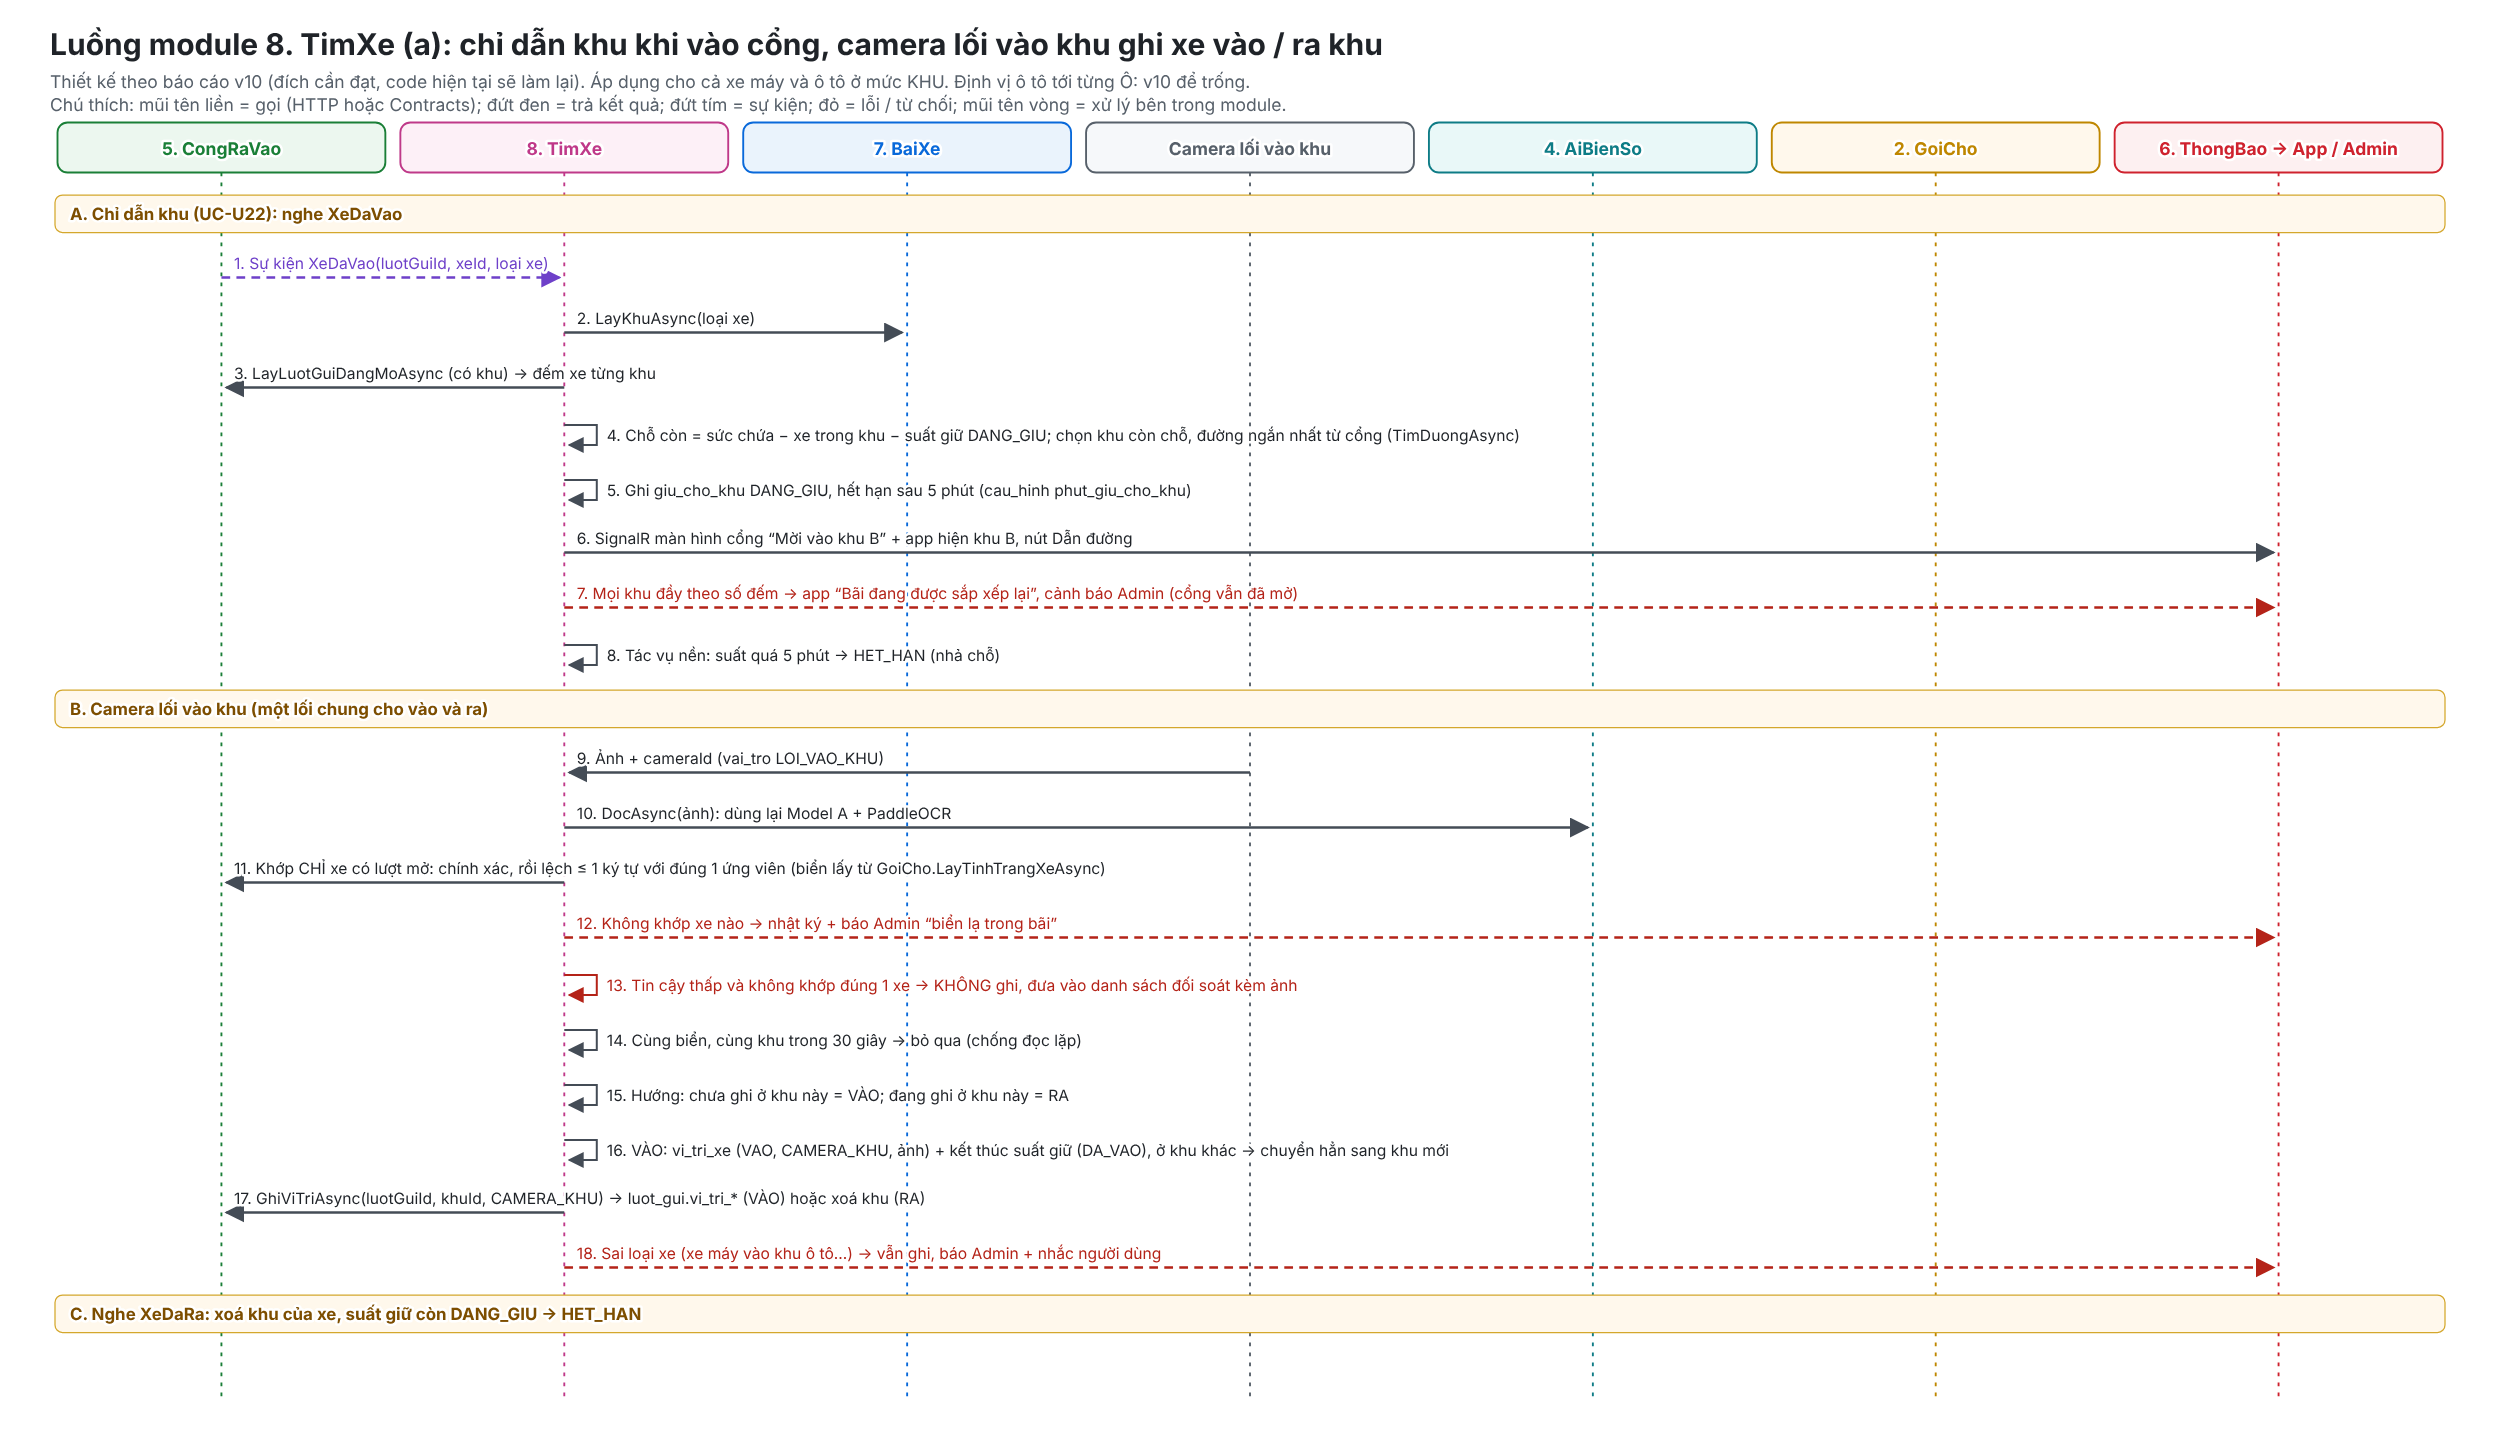 Luồng module 8. TimXe (a): chỉ dẫn khu khi vào cổng, camera lối vào khu ghi xe vào / ra khu
Thiết kế theo báo cáo v10 (đích cần đạt, code hiện tại sẽ làm lại). Áp dụng cho cả xe máy và ô tô ở mức KHU. Định vị ô tô tới từng Ô: v10 để trống.
Chú thích: mũi tên liền = gọi (HTTP hoặc Contracts); đứt đen = trả kết quả; đứt tím = sự kiện; đỏ = lỗi / từ chối; mũi tên vòng = xử lý bên trong module.
5. CongRaVao
8. TimXe
7. BaiXe
Camera lối vào khu
4. AiBienSo
2. GoiCho
6. ThongBao → App / Admin
A. Chỉ dẫn khu (UC-U22): nghe XeDaVao
1. Sự kiện XeDaVao(luotGuiId, xeId, loại xe)
2. LayKhuAsync(loại xe)
3. LayLuotGuiDangMoAsync (có khu) → đếm xe từng khu
4. Chỗ còn = sức chứa − xe trong khu − suất giữ DANG_GIU; chọn khu còn chỗ, đường ngắn nhất từ cổng (TimDuongAsync)
5. Ghi giu_cho_khu DANG_GIU, hết hạn sau 5 phút (cau_hinh phut_giu_cho_khu)
6. SignalR màn hình cổng “Mời vào khu B” + app hiện khu B, nút Dẫn đường
7. Mọi khu đầy theo số đếm → app “Bãi đang được sắp xếp lại”, cảnh báo Admin (cổng vẫn đã mở)
8. Tác vụ nền: suất quá 5 phút → HET_HAN (nhả chỗ)
B. Camera lối vào khu (một lối chung cho vào và ra)
9. Ảnh + cameraId (vai_tro LOI_VAO_KHU)
10. DocAsync(ảnh): dùng lại Model A + PaddleOCR
11. Khớp CHỈ xe có lượt mở: chính xác, rồi lệch ≤ 1 ký tự với đúng 1 ứng viên (biển lấy từ GoiCho.LayTinhTrangXeAsync)
12. Không khớp xe nào → nhật ký + báo Admin “biển lạ trong bãi”
13. Tin cậy thấp và không khớp đúng 1 xe → KHÔNG ghi, đưa vào danh sách đối soát kèm ảnh
14. Cùng biển, cùng khu trong 30 giây → bỏ qua (chống đọc lặp)
15. Hướng: chưa ghi ở khu này = VÀO; đang ghi ở khu này = RA
16. VÀO: vi_tri_xe (VAO, CAMERA_KHU, ảnh) + kết thúc suất giữ (DA_VAO), ở khu khác → chuyển hẳn sang khu mới
17. GhiViTriAsync(luotGuiId, khuId, CAMERA_KHU) → luot_gui.vi_tri_* (VÀO) hoặc xoá khu (RA)
18. Sai loại xe (xe máy vào khu ô tô...) → vẫn ghi, báo Admin + nhắc người dùng
C. Nghe XeDaRa: xoá khu của xe, suất giữ còn DANG_GIU → HET_HAN